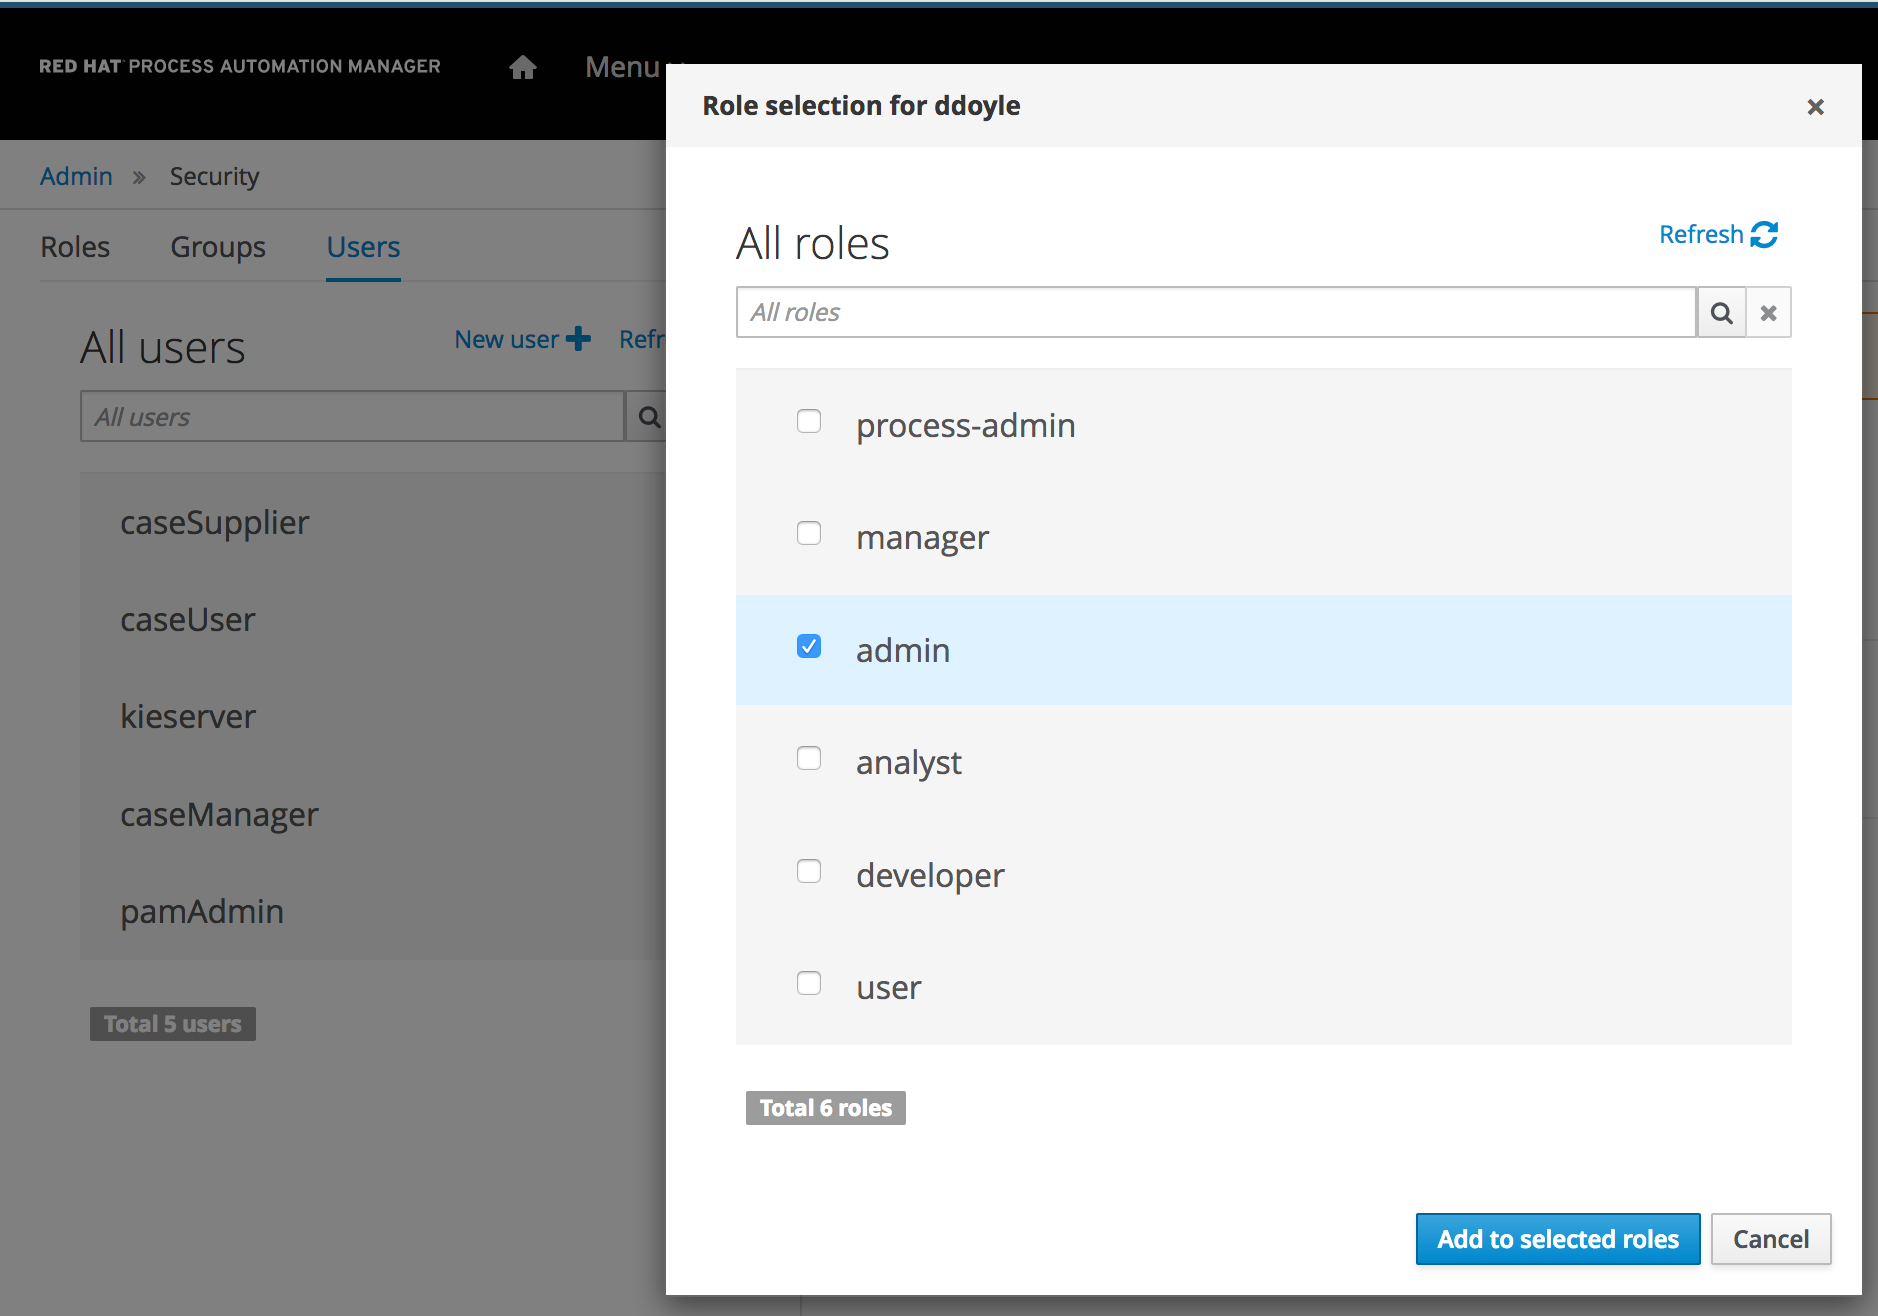 RED HAT PROCESS AUTOMATION MANAGER
Menu
Admin » Security
Roles Groups Users
All users
New user Refr
All users
caseSupplier
caseUser
kieserver
caseManager
pamAdmin
Total 5 users
Role selection for ddoyle
All roles
Refresh
All roles
process-admin
manager
admin
analyst
developer
user
Total 6 roles
Add to selected roles Cancel